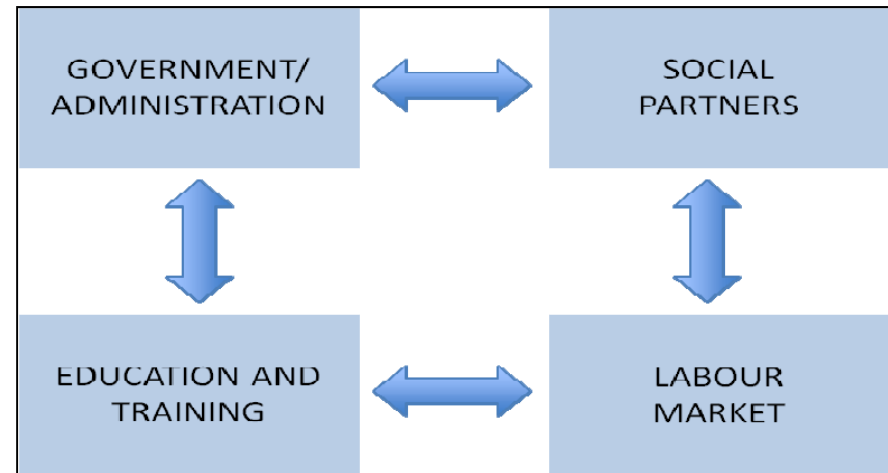 GOVERNMENT/
ADMINISTRATION
SOCIAL
PARTNERS
EDUCATION AND
TRAINING
LABOUR
MARKET